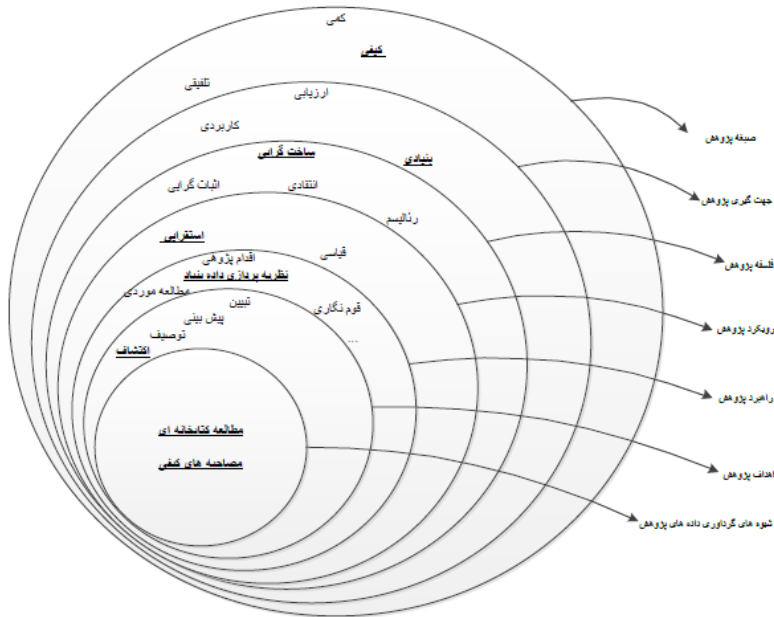 کمی
کیفی
تلفیقی
ارزیابی
کاربردی
بنیادی
ساخت گرایی
اثبات گرایی
انتقادی
رئالیسم
استقرایی
قیاسی
اقدام پژوهی
نظریه پردازی داده بنیاد
مطالعه موردی
قوم نگاری
...
تبیین
پیش بینی
توصیف
اکتشاف
مطالعه کتابخانه ای
مصاحبه های کیفی
صبغه پژوهش
جهت گیری پژوهش
فلسفه پژوهش
رویکرد پژوهش
راهبرد پژوهش
اهداف پژوهش
شیوه های گردآوری داده های پژوهش